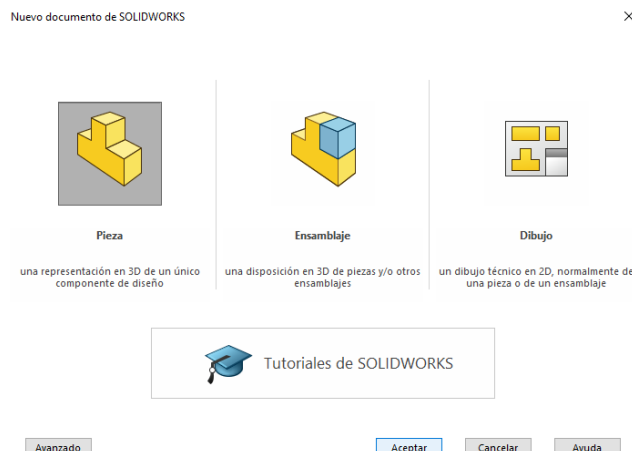 Nuevo documento de SOLIDWORKS
Pieza
una representación en 3D de un único
componente de diseño
Ensamblaje
una disposición en 3D de piezas y/o otros
ensamblajes
Dibujo
un dibujo técnico en 2D, normalmente de
una pieza o de un ensamblaje
Tutoriales de SOLIDWORKS
Avanzado
Aceptar
Cancelar
Ayuda